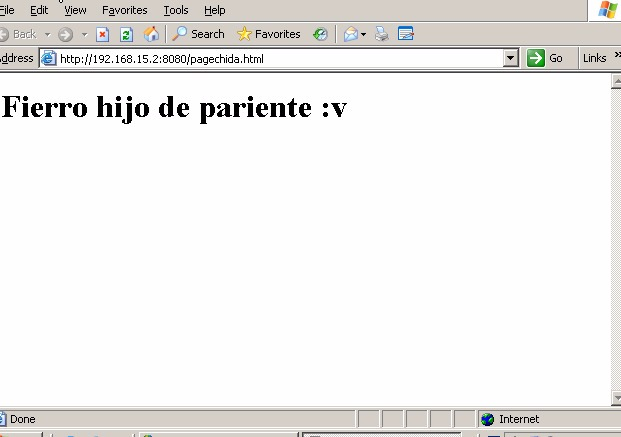 File Edit View Favorites Tools Help
Back Search Favorites
Address http://192.168.15.2:8080/pagechida.html Go Links »
Fierro hijo de pariente :v
Done Internet